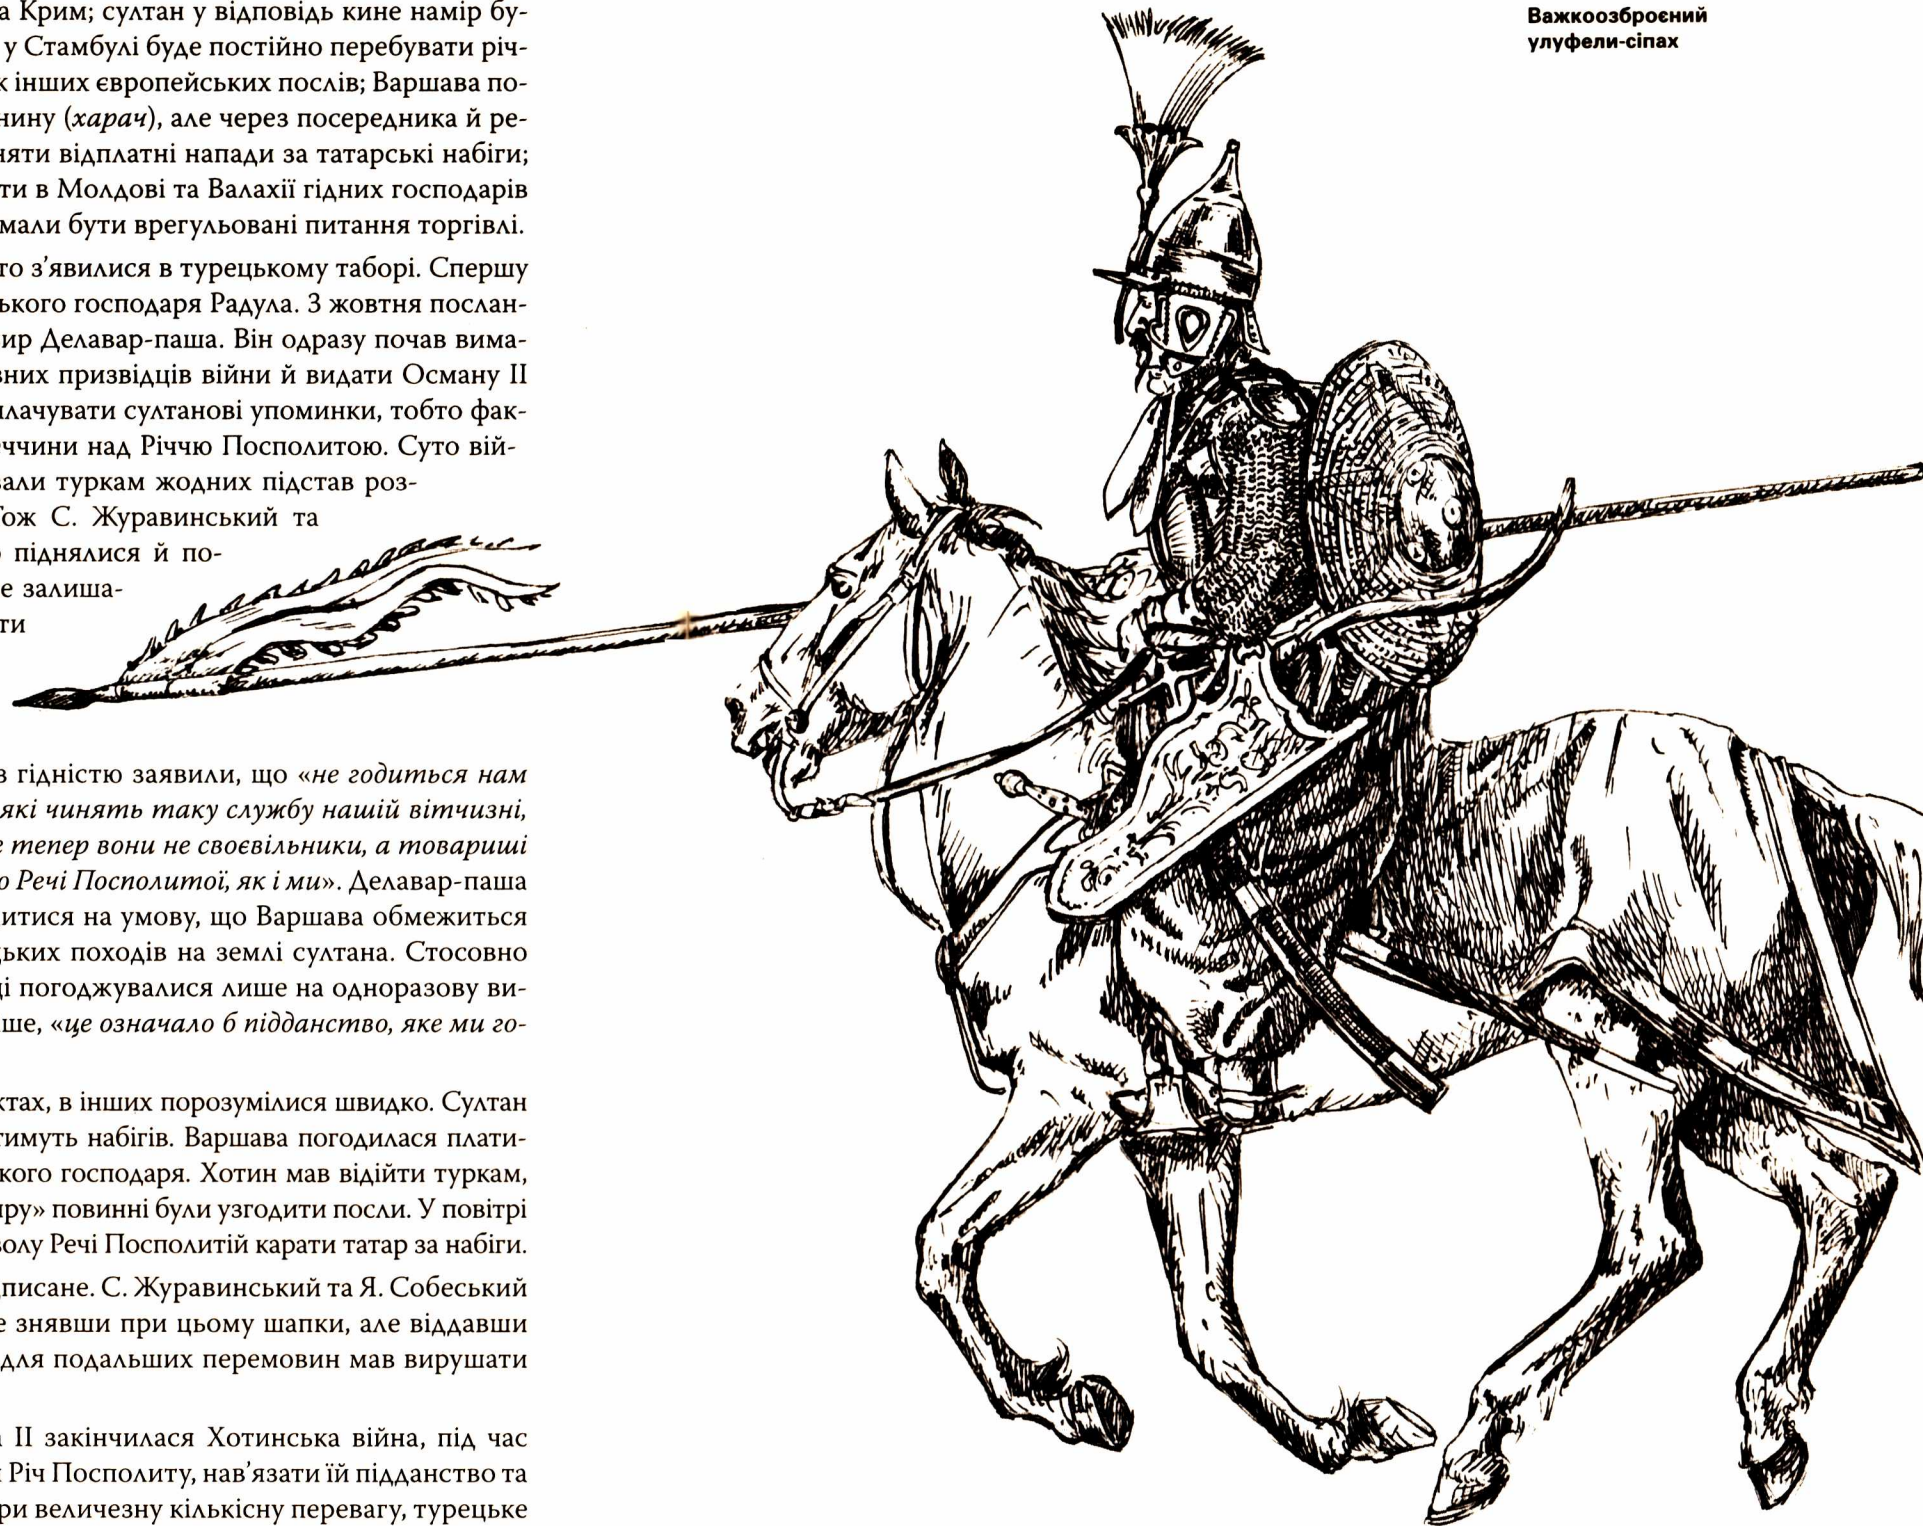 а Крим; султан у відповідь кине намір бу-
у Стамбулі буде постійно перебувати річ-
к інших європейських послів; Варшава по-
нину (харач), але через посередника й ре-
няти відплатні напади за татарські набіги;
ти в Молдові та Валахії гідних господарів
мали бути врегульовані питання торгівлі.
то з’явилися в турецькому таборі. Спершу
ького господаря Радула. 3 жовтня послан-
ир Делавар-паша. Він одразу почав вима-
вних призвідців війни й видати Осману II
плачувати султанові упоминки, тобто фак-
еччини над Річчю Посполитою. Суто вій-
вали туркам жодних підстав роз-
Тож С. Журавинський та
о піднялися й по-
е залиша-
ти
з гідністю заявили, що «не годиться нам
які чинять таку службу нашій вітчизні,
е тепер вони не своєвільники, а товариші
о Речі Посполитої, як і ми». Делавар-паша
итися на умову, що Варшава обмежиться
цьких походів на землі султана. Стосовно
ці погоджувалися лише на одноразову ви-
ше, «це означало б підданство, яке ми го-
ктах, в інших порозумілися швидко. Султан
тимуть набігів. Варшава погодилася плати-
кого господаря. Хотин мав відійти туркам,
иру» повинні були узгодити посли. У повітрі
волу Речі Посполитій карати татар за набіги.
писане. С. Журавинський та Я. Собеський
е знявши при цьому шапки, але віддавши
для подальших перемовин мав вирушати
а II закінчилася Хотинська війна, під час
и Річ Посполиту, нав’язати їй підданство та
ри величезну кількісну перевагу, турецьке
Важкоозброєний
улуфели-сіпах